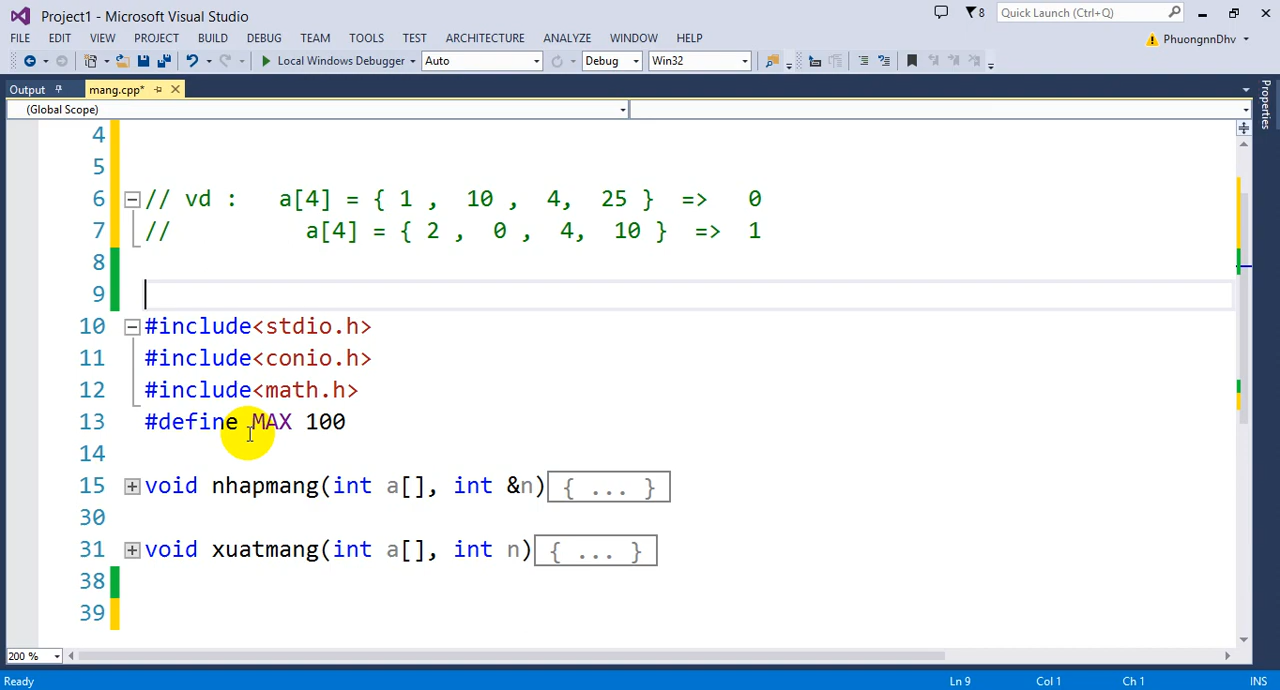 Project1 - Microsoft Visual Studio
8
Quick Launch (Ctrl+Q)
FILE EDIT VIEW PROJECT BUILD DEBUG TEAM TOOLS TEST ARCHITECTURE ANALYZE WINDOW HELP
PhuongnnDhv
Local Windows Debugger Auto Debug Win32
Output mang.cpp*
(Global Scope)
Properties
4
5
6 // vd : a[4] = { 1 , 10 , 4, 25 } => 0
7 // a[4] = { 2 , 0 , 4, 10 } => 1
8
9
10 #include<stdio.h>
11 #include<conio.h>
12 #include<math.h>
13 #define MAX 100
14
15 void nhapmang(int a[], int &n){ ... }
30
31 void xuatmang(int a[], int n){ ... }
38
39
200 %
Ready Ln 9 Col 1 Ch 1 INS